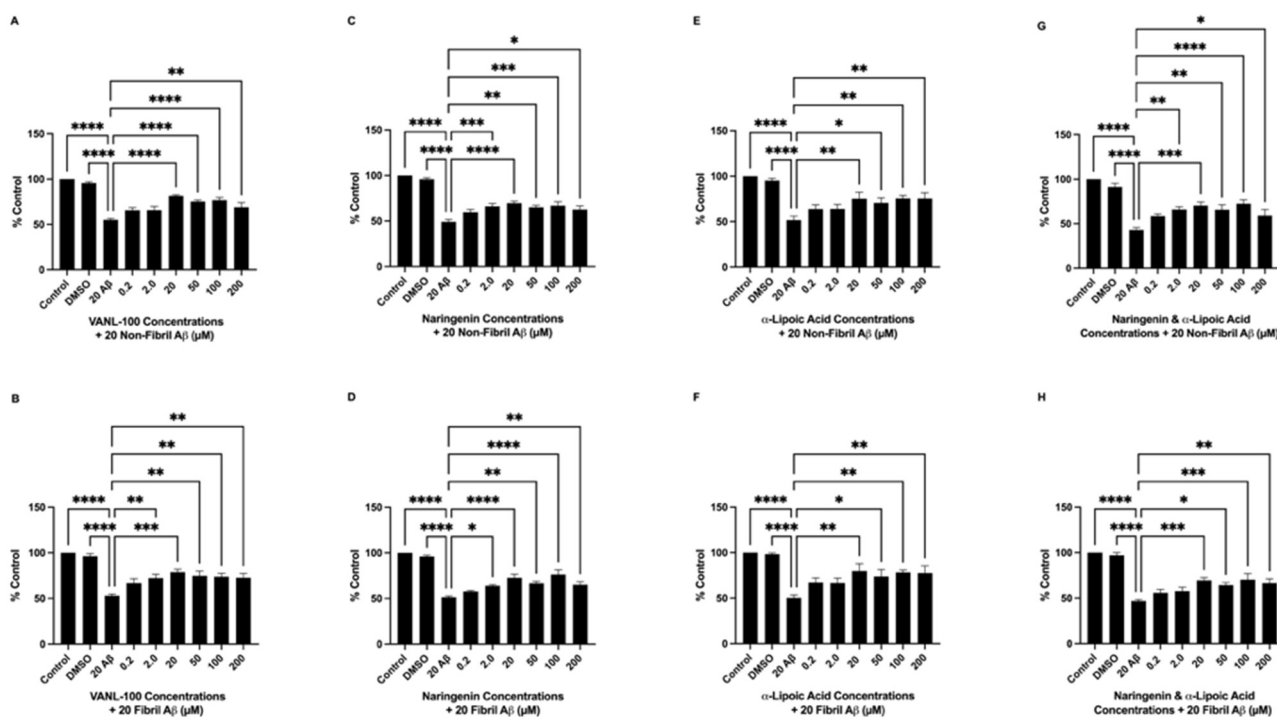 A
**
****
****
****
****
****
150
100
50
0
% Control
Control
DMSO
20 Aβ
0.2
2.0
20
50
100
200
VANL-100 Concentrations
+ 20 Non-Fibril Aβ (µM)
C
*
***
**
****
***
****
****
150
100
50
0
% Control
Control
DMSO
20 Aβ
0.2
2.0
20
50
100
200
Naringenin Concentrations
+ 20 Non-Fibril Aβ (µM)
E
**
**
****
*
****
**
150
100
50
0
% Control
Control
DMSO
20 Aβ
0.2
2.0
20
50
100
200
α-Lipoic Acid Concentrations
+ 20 Non-Fibril Aβ (µM)
G
*
****
**
**
****
****
***
150
100
50
0
% Control
Control
DMSO
20 Aβ
0.2
2.0
20
50
100
200
Naringenin & α-Lipoic Acid
Concentrations + 20 Non-Fibril Aβ (µM)
B
**
**
**
****
**
****
***
150
100
50
0
% Control
Control
DMSO
20 Aβ
0.2
2.0
20
50
100
200
VANL-100 Concentrations
+ 20 Fibril Aβ (µM)
D
**
****
**
****
****
****
*
150
100
50
0
% Control
Control
DMSO
20 Aβ
0.2
2.0
20
50
100
200
Naringenin Concentrations
+ 20 Fibril Aβ (µM)
F
**
**
****
*
****
**
150
100
50
0
% Control
Control
DMSO
20 Aβ
0.2
2.0
20
50
100
200
α-Lipoic Acid Concentrations
+ 20 Fibril Aβ (µM)
H
**
***
****
*
****
***
150
100
50
0
% Control
Control
DMSO
20 Aβ
0.2
2.0
20
50
100
200
Naringenin & α-Lipoic Acid
Concentrations + 20 Fibril Aβ (µM)